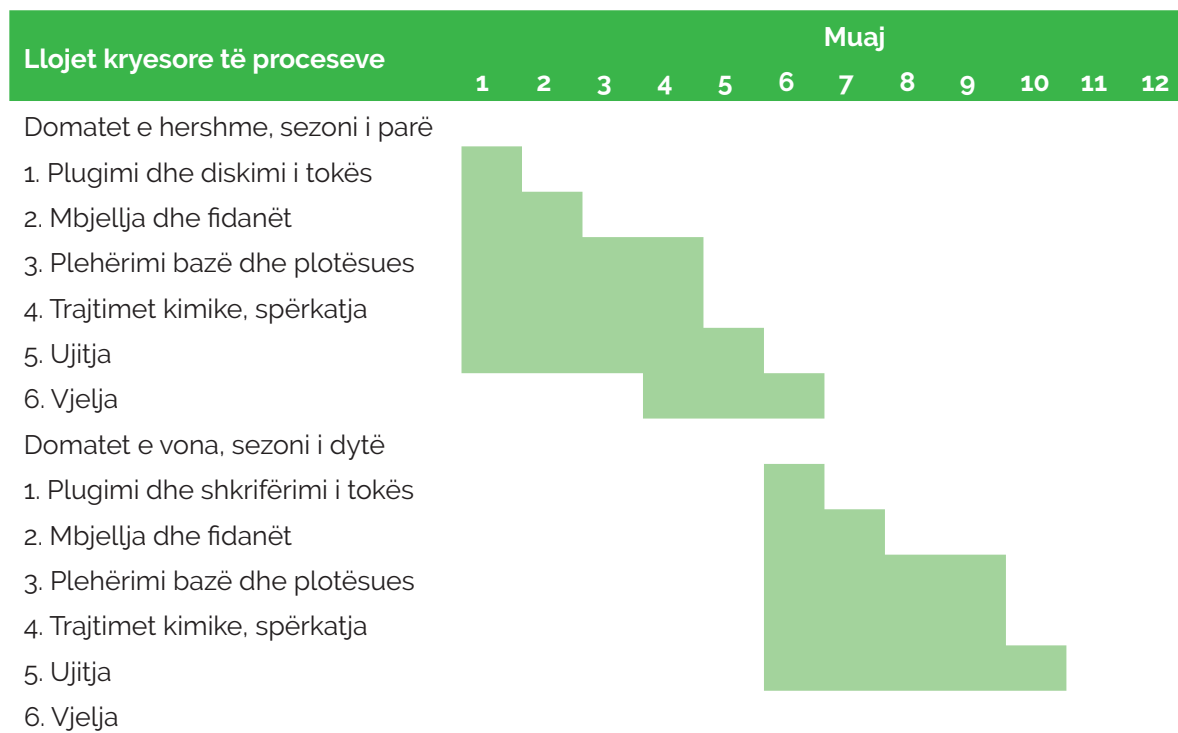 Muaj
Llojet kryesore të proceseve
1 2 3 4 5 6 7 8 9 10 11 12
Domatet e hershme, sezoni i parë
1. Plugimi dhe diskimi i tokës
2. Mbjellja dhe fidanët
3. Plehërimi bazë dhe plotësues
4. Trajtimet kimike, spërkatja
5. Ujitja
6. Vjelja
Domatet e vona, sezoni i dytë
1. Plugimi dhe shkrifërimi i tokës
2. Mbjellja dhe fidanët
3. Plehërimi bazë dhe plotësues
4. Trajtimet kimike, spërkatja
5. Ujitja
6. Vjelja